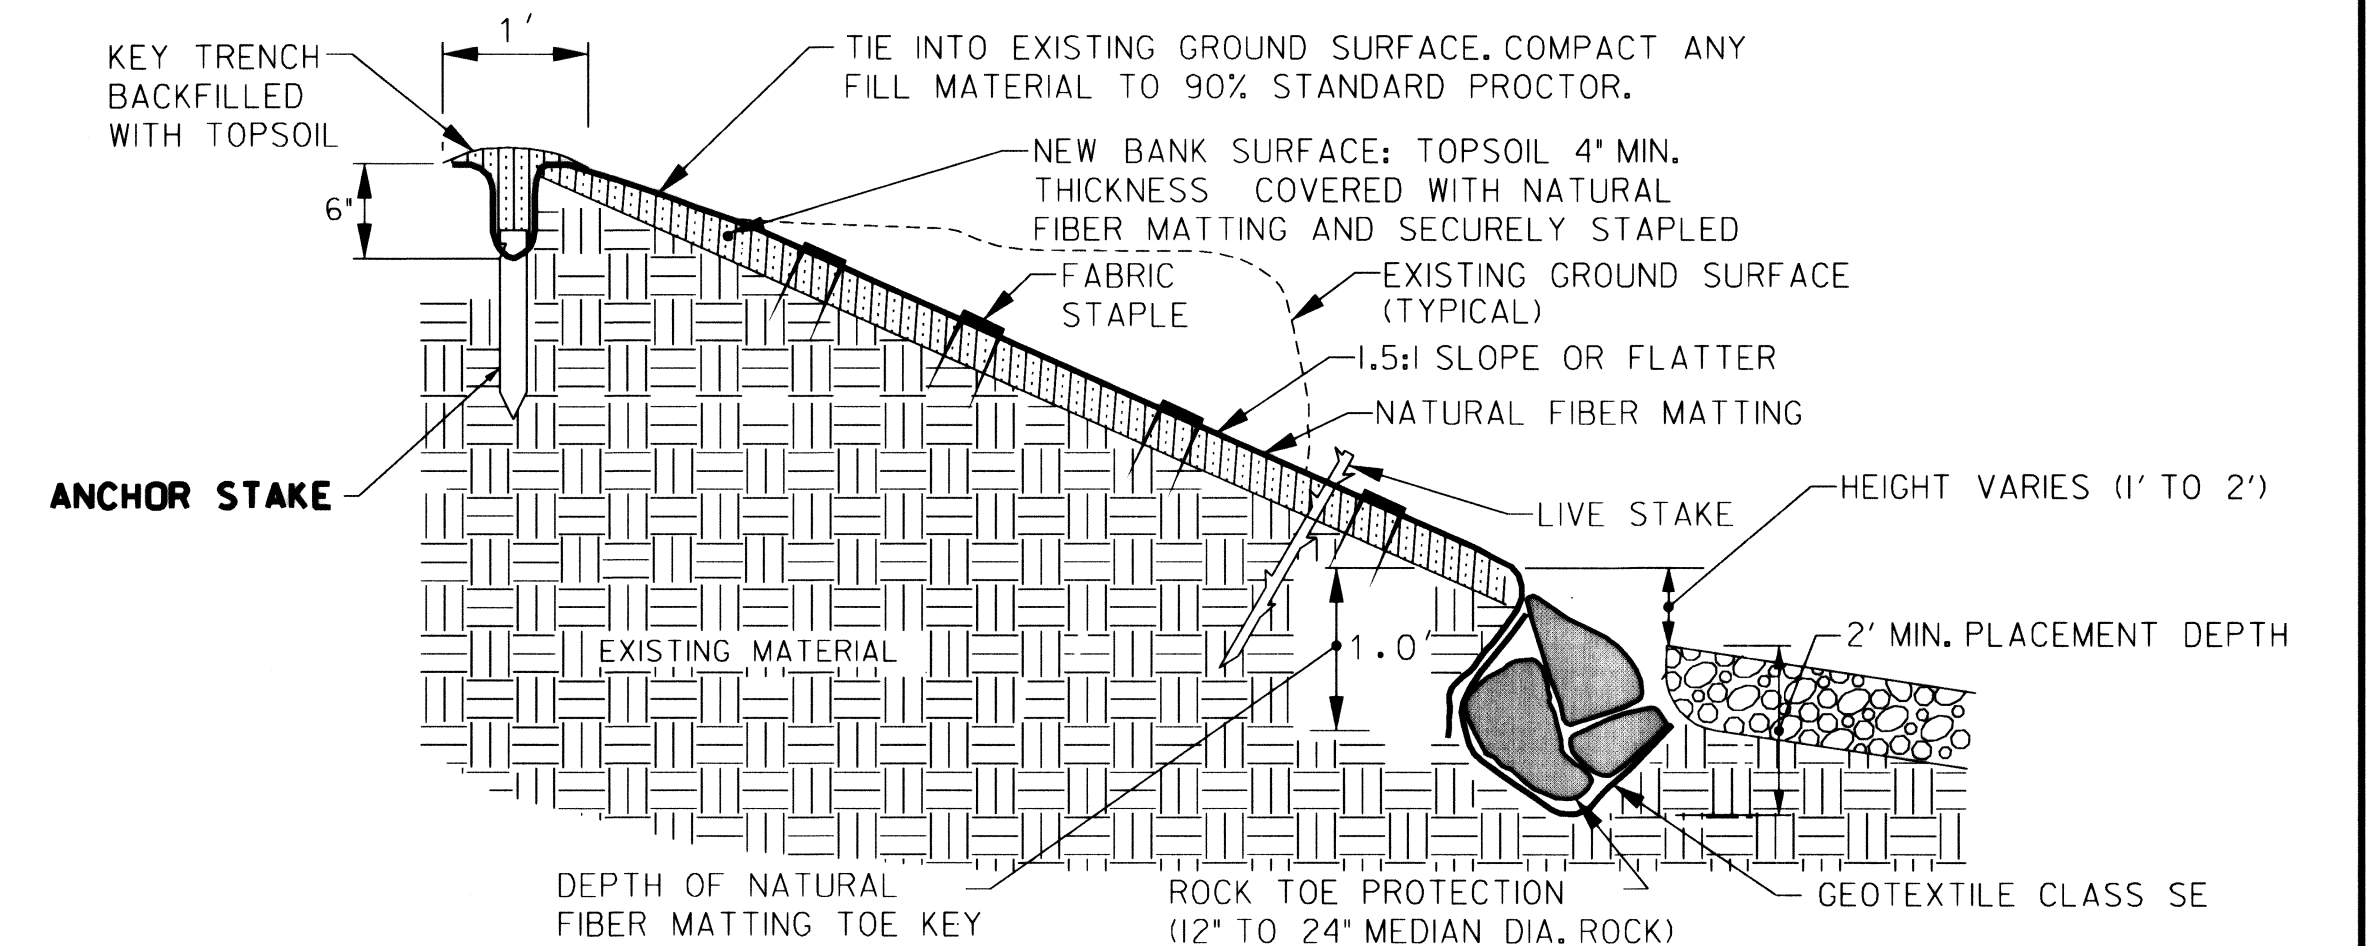 1'
KEY TRENCH
BACKFILLED
WITH TOPSOIL
TIE INTO EXISTING GROUND SURFACE. COMPACT ANY
FILL MATERIAL TO 90% STANDARD PROCTOR.
NEW BANK SURFACE: TOPSOIL 4" MIN.
THICKNESS COVERED WITH NATURAL
FIBER MATTING AND SECURELY STAPLED
6"
FABRIC
STAPLE
EXISTING GROUND SURFACE
(TYPICAL)
1.5:1 SLOPE OR FLATTER
NATURAL FIBER MATTING
ANCHOR STAKE
LIVE STAKE
HEIGHT VARIES (1' TO 2')
EXISTING MATERIAL
1.0'
2' MIN. PLACEMENT DEPTH
DEPTH OF NATURAL
FIBER MATTING TOE KEY
ROCK TOE PROTECTION
(12" TO 24" MEDIAN DIA. ROCK)
GEOTEXTILE CLASS SE